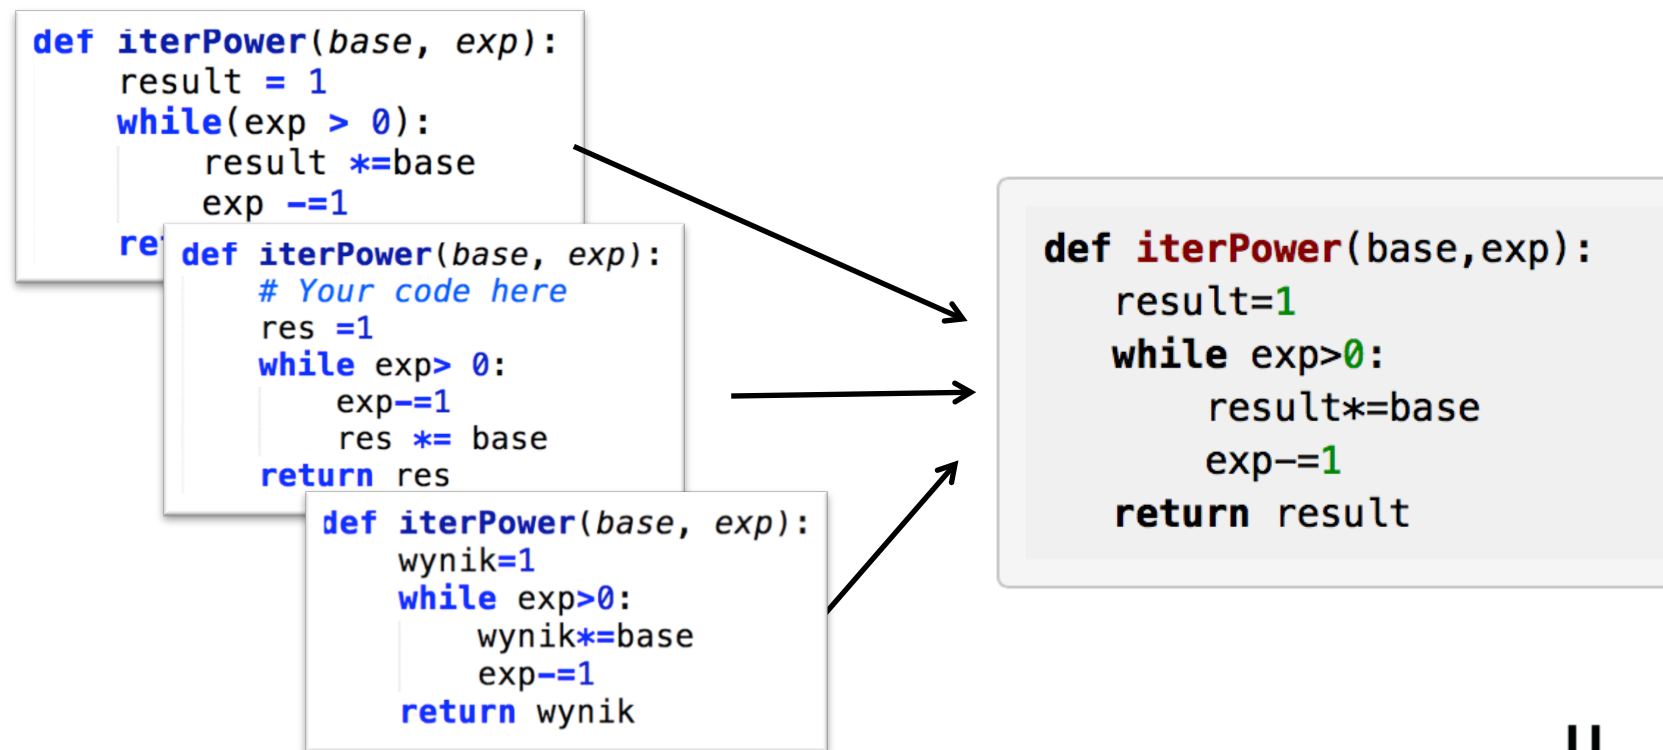 def iterPower(base, exp):
    result = 1
    while(exp > 0):
        result *=base
        exp -=1
def iterPower(base, exp):
    # Your code here
    res =1
    while exp> 0:
        exp-=1
        res *= base
    return res
def iterPower(base, exp):
    wynik=1
    while exp>0:
        wynik*=base
        exp-=1
    return wynik
def iterPower(base,exp):
    result=1
    while exp>0:
        result*=base
        exp-=1
    return result